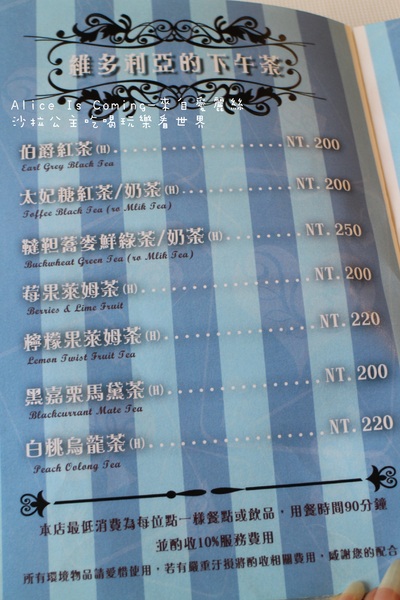 維多利亞的下午茶
Alice Is Coming-來自愛麗絲
沙拉公主吃喝玩樂看世界
伯爵紅茶(H)......................NT. 200
Earl Grey Black Tea
太妃糖紅茶/奶茶(H)................NT. 200
Toffee Black Tea (ro Mlik Tea)
韃靼蕎麥鮮綠茶/奶茶(H)........NT. 250
Buckwheat Green Tea (ro Mlik Tea)
莓果萊姆茶(H)......................NT. 200
Berries & Lime Fruit
檸檬果萊姆茶(H)..................NT. 220
Lemon Twist Fruit Tea
黑嘉栗馬黛茶(H)..................NT. 200
Blackcurrant Mate Tea
白桃烏龍茶(H)......................NT. 220
Peach Oolong Tea
本店最低消費為每位點一樣餐點或飲品，用餐時間90分鐘
並酌收10%服務費用
所有環境物品請愛惜使用，若有嚴重汙損將酌收相關費用，感謝您的配合